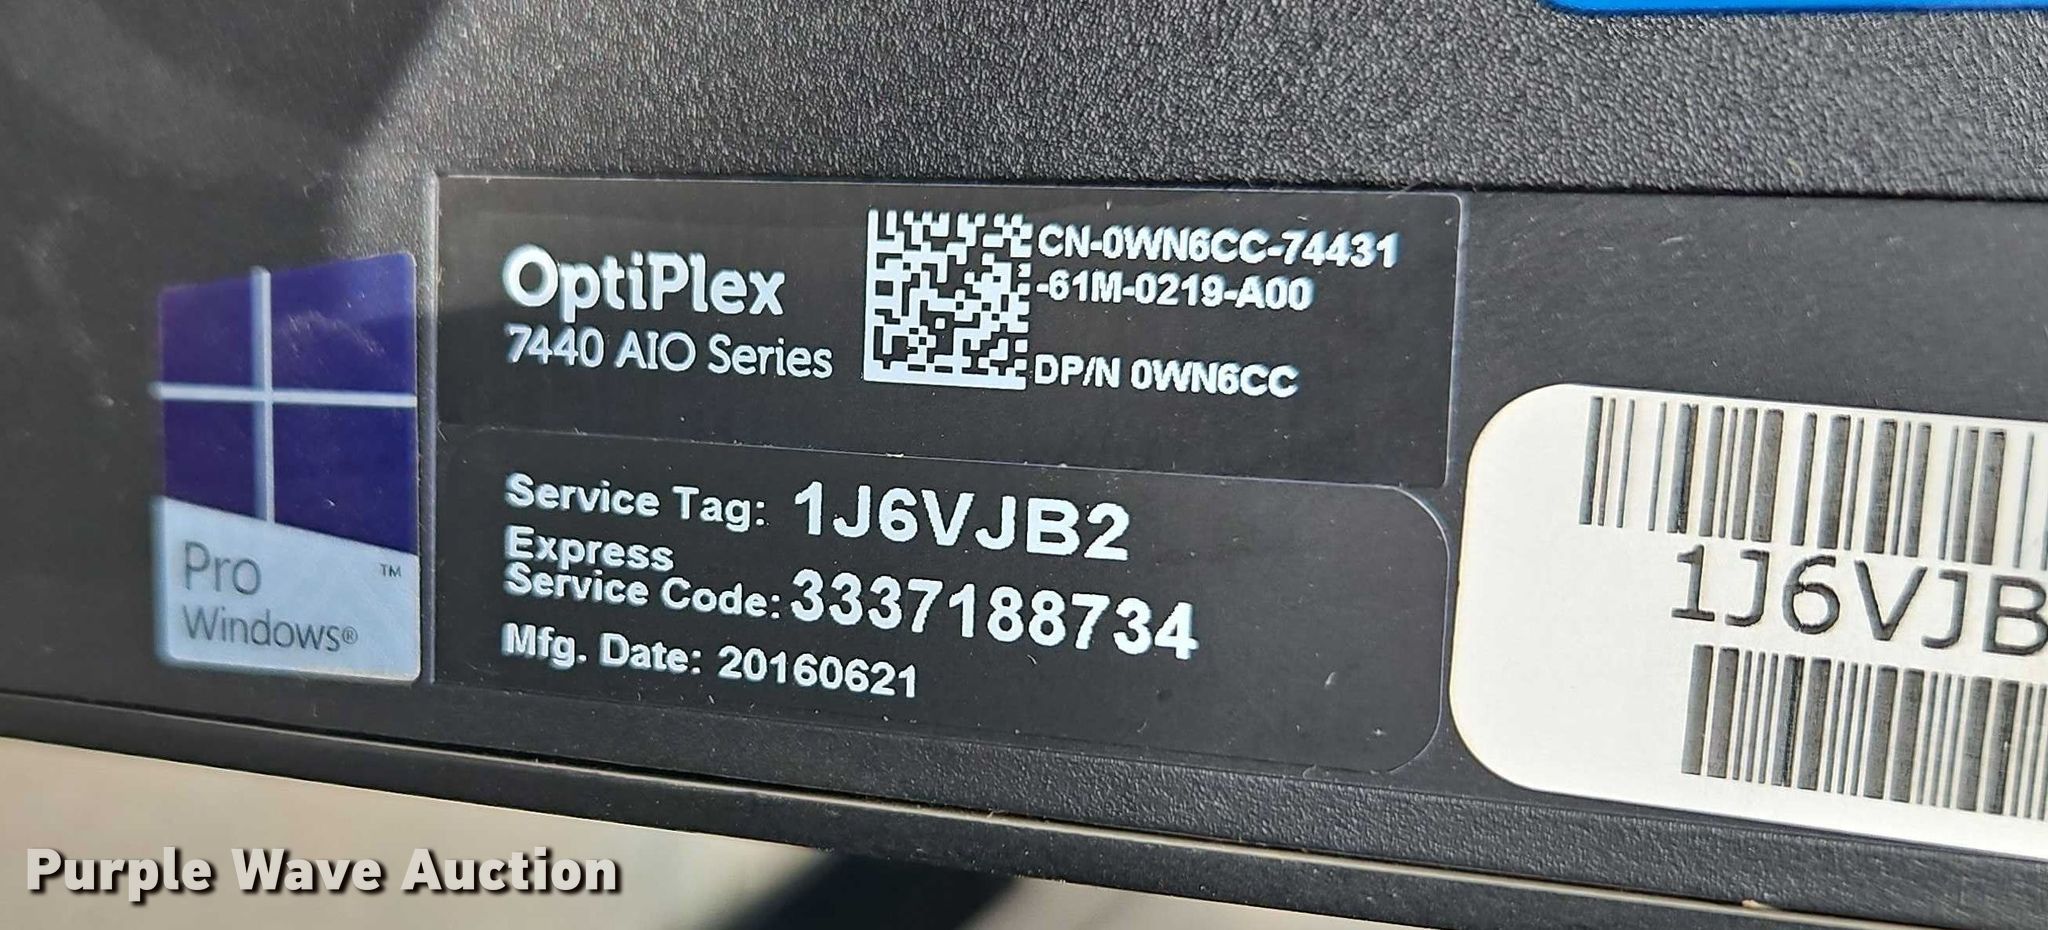 OptiPlex
7440 AIO Series
CN-0WN6CC-74431
-61M-0219-A00
DP/N 0WN6CC
Pro
Windows®
™
Service Tag: 1J6VJB2
Express
Service Code: 3337188734
Mfg. Date: 20160621
1J6VJB
Purple Wave Auction